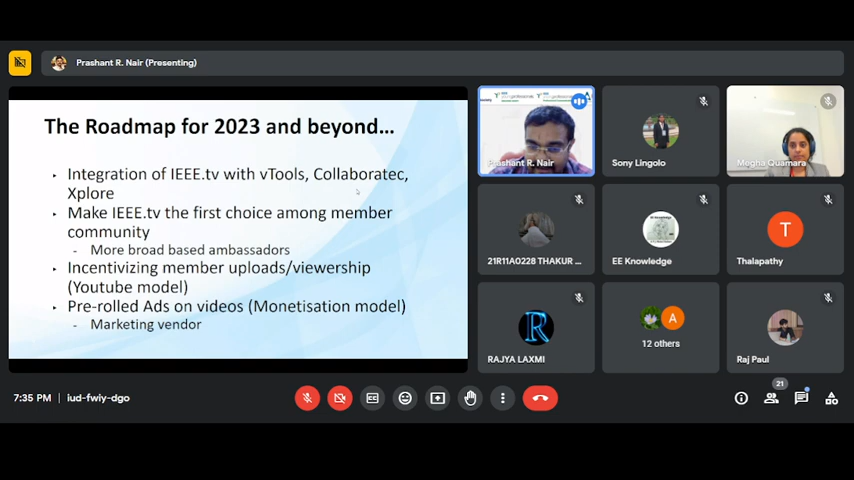 Prashant R. Nair (Presenting)
The Roadmap for 2023 and beyond...
Integration of IEEE.tv with vTools, Collaboratec,
Xplore
Make IEEE.tv the first choice among member
community
- More broad based ambassadors
Incentivizing member uploads/viewership
(Youtube model)
Pre-rolled Ads on videos (Monetisation model)
- Marketing vendor
Prashant R. Nair
Sony Lingolo
Megha Quamara
21R11A0228 THAKUR ...
EE Knowledge
T
Thalapathy
R
RAJYA LAXMI
A
12 others
Raj Paul
7:35 PM | iud-fwiy-dgo
CC
21